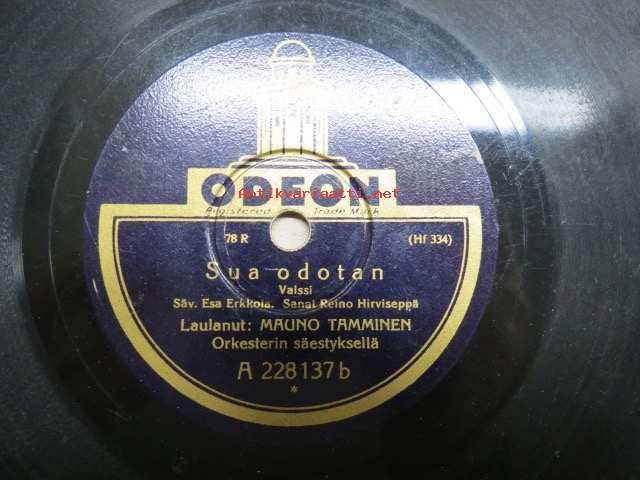 ODEON
Antikvariaatti.net
Registered Trade Mark
78 R (Hf 334)
Sua odotan
Valssi
Säv. Esa Erkkola. Sanat Reino Hirviseppä
Laulanut: MAUNO TAMMINEN
Orkesterin säestyksellä
A 228137 b
*